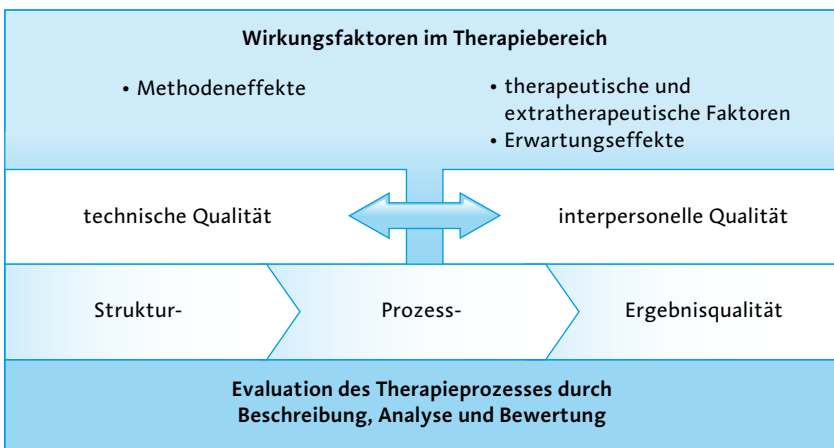 Wirkungsfaktoren im Therapiebereich
• Methodeneffekte
• therapeutische und
extratherapeutische Faktoren
• Erwartungseffekte
technische Qualität
interpersonelle Qualität
Struktur-
Prozess-
Ergebnisqualität
Evaluation des Therapieprozesses durch
Beschreibung, Analyse und Bewertung